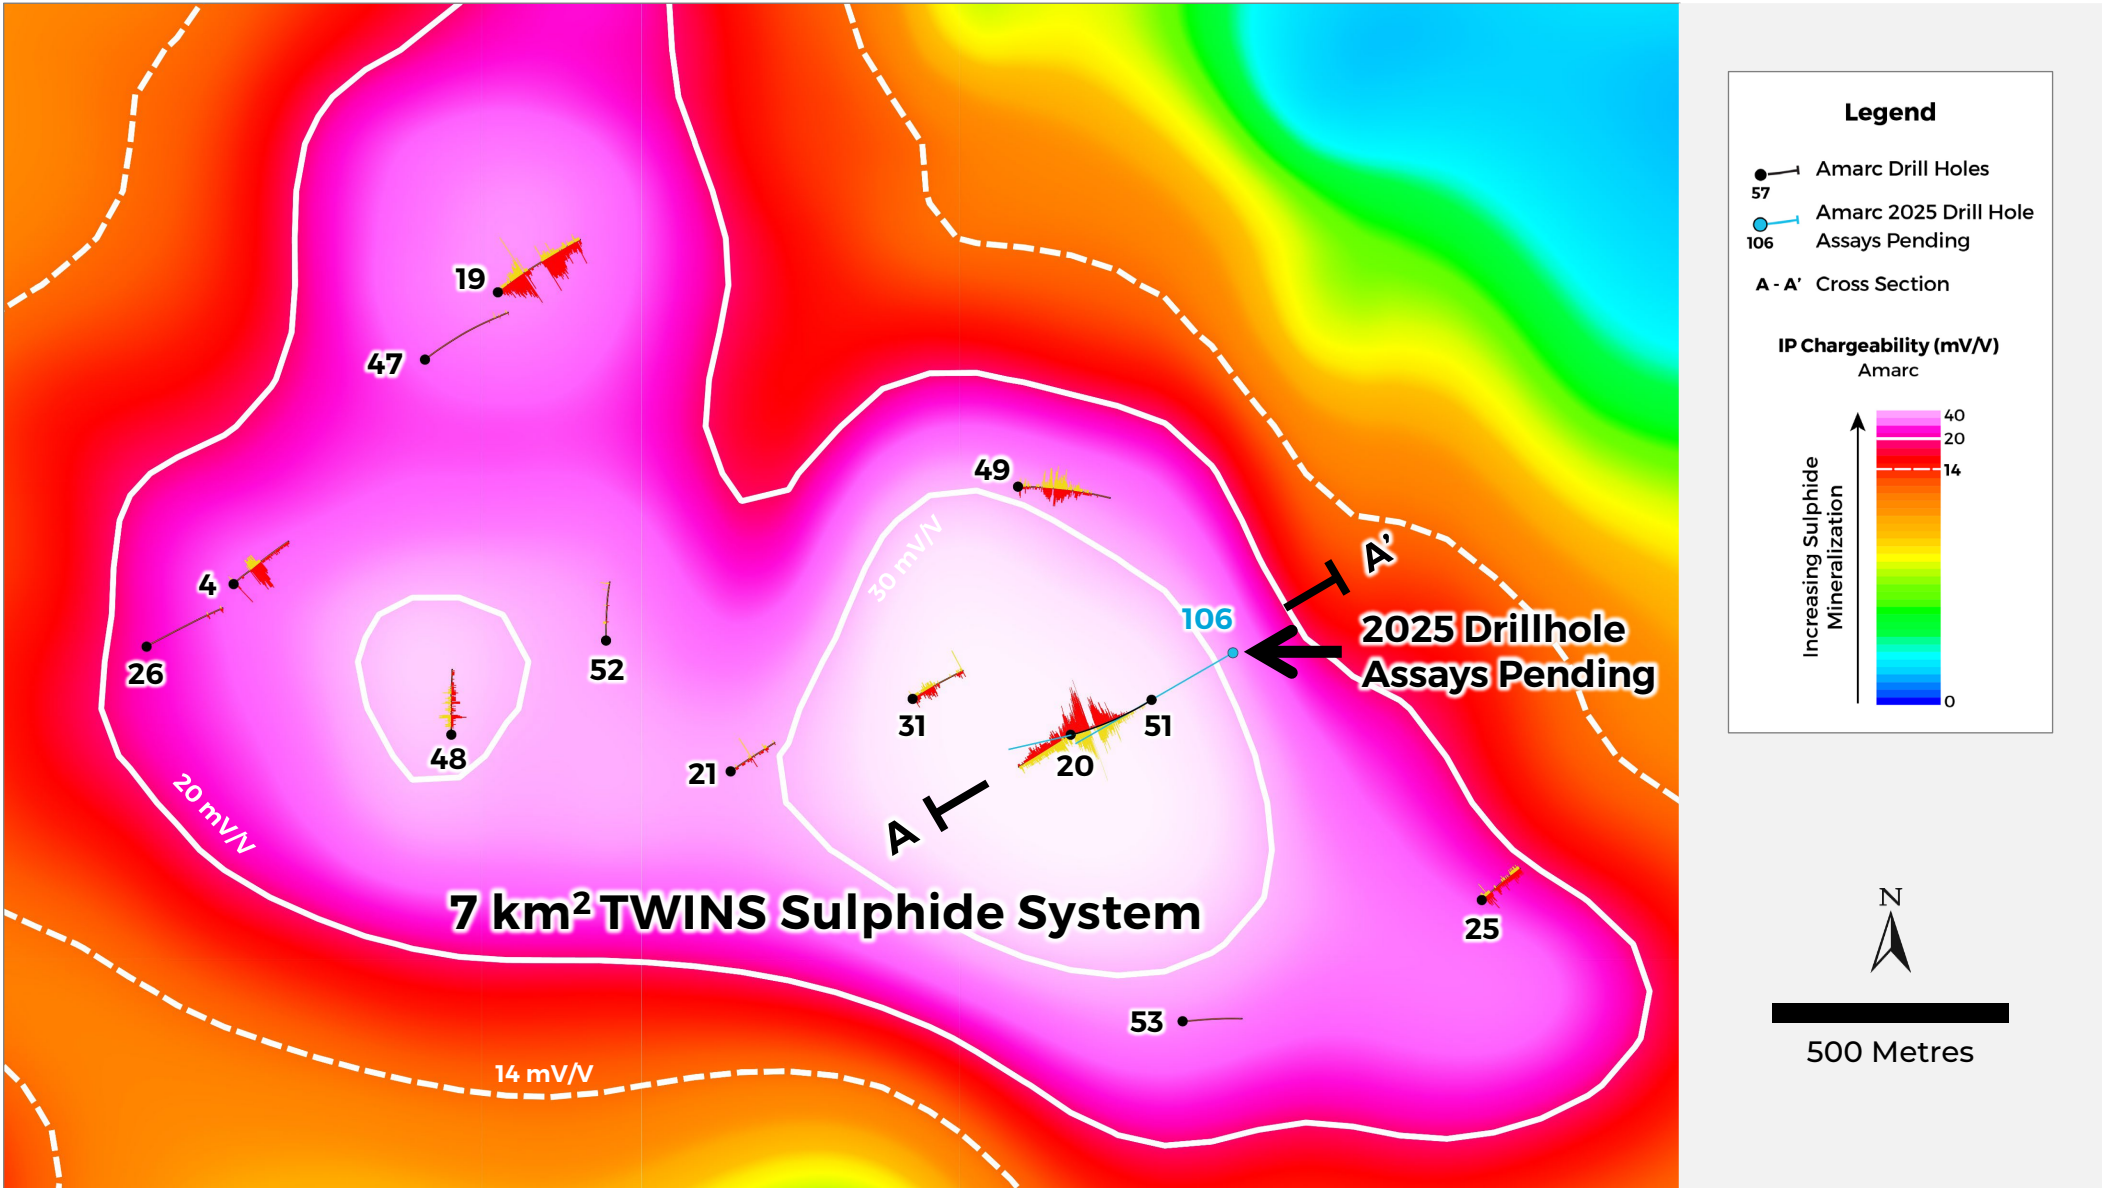 19
47
49
30 mV/V
4
26
52
48
20 mV/V
21
31
20
51
106
A’
2025 Drillhole
Assays Pending
A
7 km² TWINS Sulphide System
25
53
14 mV/V
Legend
57
Amarc Drill Holes
106
Amarc 2025 Drill Hole
Assays Pending
A - A’ Cross Section
IP Chargeability (mV/V)
Amarc
Increasing Sulphide
Mineralization
40
20
14
0
N
500 Metres